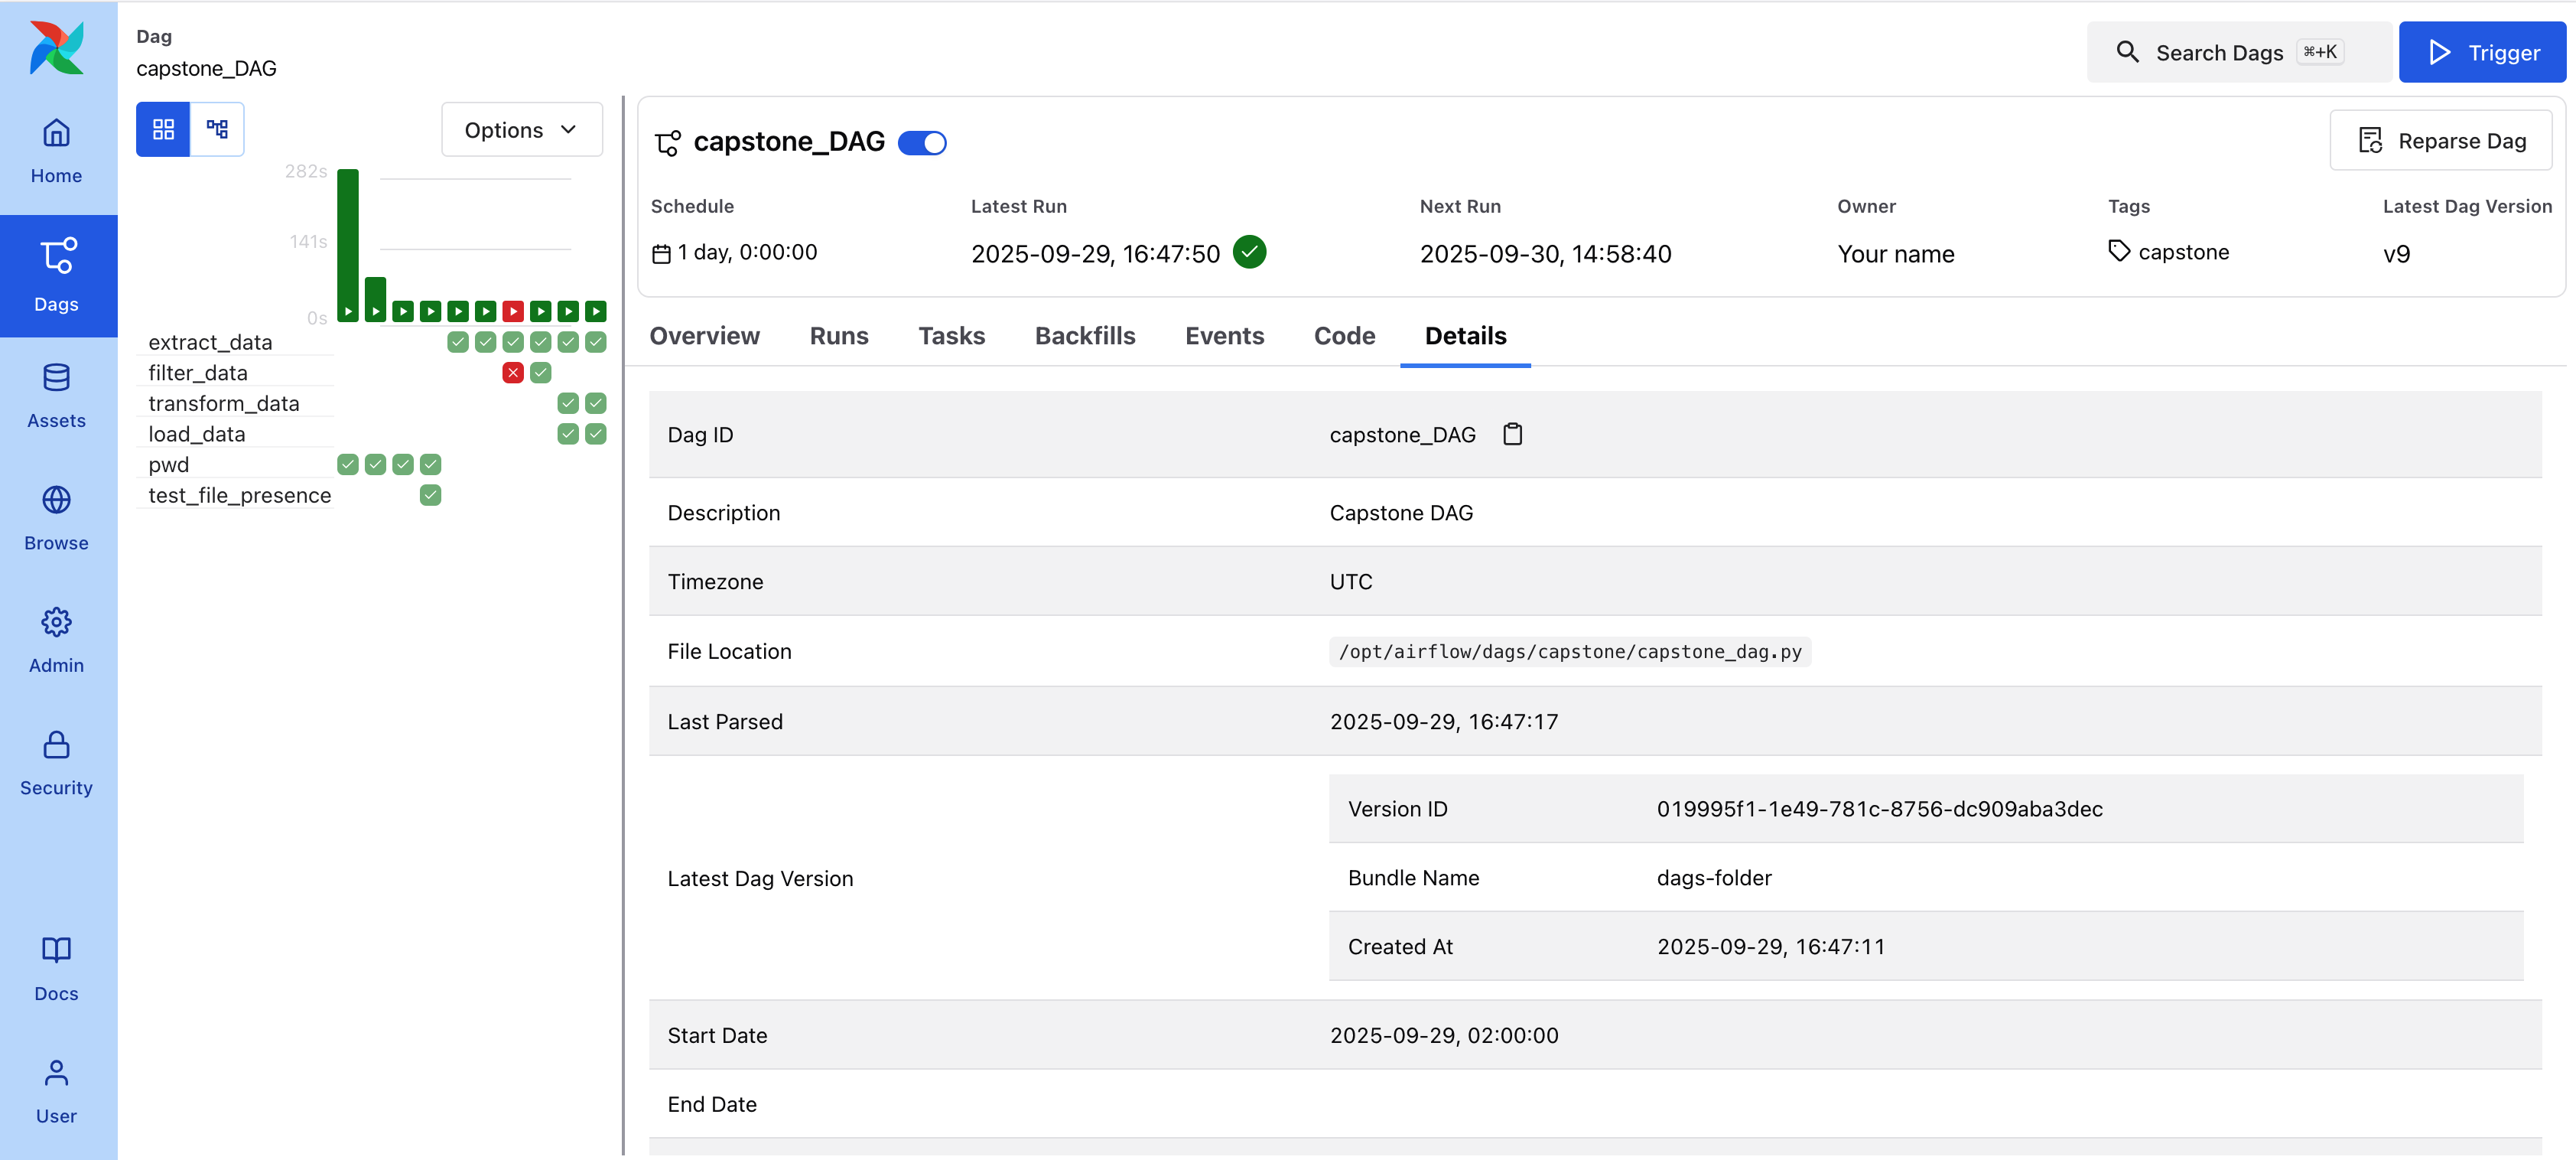 Dag
capstone_DAG
Search Dags ⌘+K
Trigger
Home
Dags
Assets
Browse
Admin
Security
Docs
User
Options
282s
141s
0s
extract_data
filter_data
transform_data
load_data
pwd
test_file_presence
capstone_DAG
Reparse Dag
Schedule Latest Run Next Run Owner Tags Latest Dag Version
1 day, 0:00:00 2025-09-29, 16:47:50 2025-09-30, 14:58:40 Your name capstone v9
Overview Runs Tasks Backfills Events Code Details
Dag ID capstone_DAG
Description Capstone DAG
Timezone UTC
File Location /opt/airflow/dags/capstone/capstone_dag.py
Last Parsed 2025-09-29, 16:47:17
Latest Dag Version
Version ID 019995f1-1e49-781c-8756-dc909aba3dec
Bundle Name dags-folder
Created At 2025-09-29, 16:47:11
Start Date 2025-09-29, 02:00:00
End Date